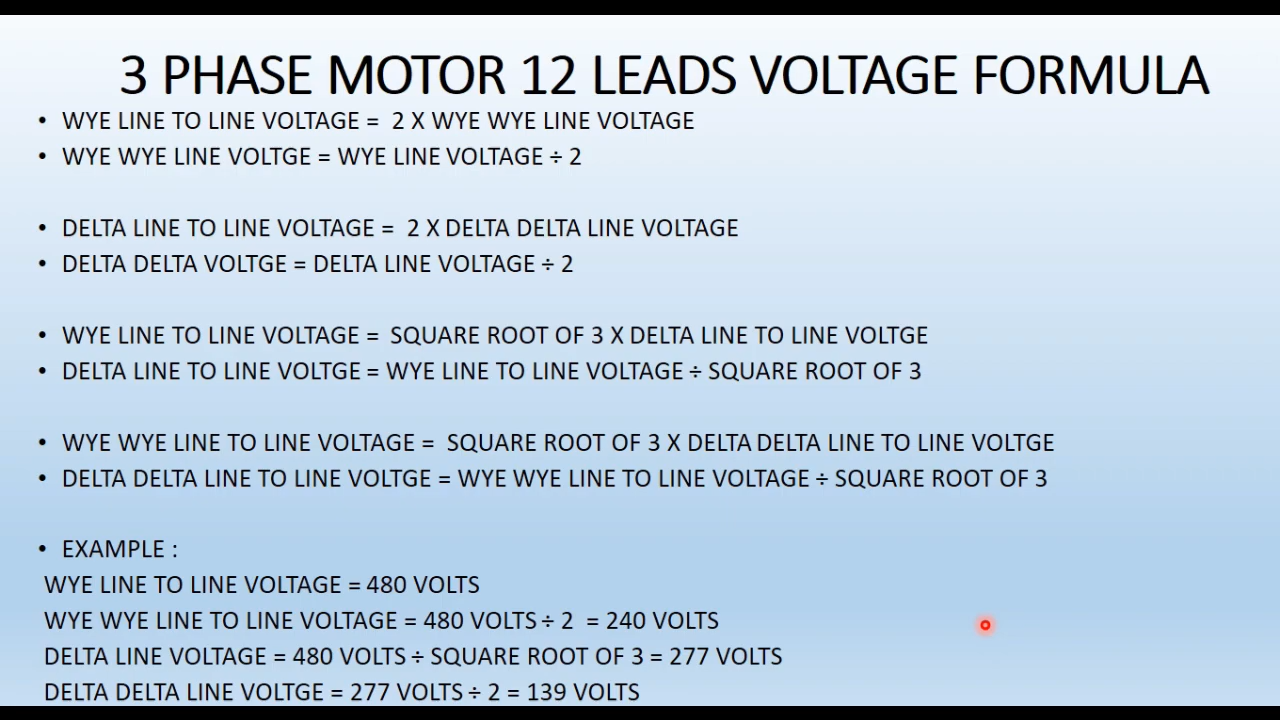 3 PHASE MOTOR 12 LEADS VOLTAGE FORMULA
• WYE LINE TO LINE VOLTAGE = 2 X WYE WYE LINE VOLTAGE
• WYE WYE LINE VOLTGE = WYE LINE VOLTAGE ÷ 2
• DELTA LINE TO LINE VOLTAGE = 2 X DELTA DELTA LINE VOLTAGE
• DELTA DELTA VOLTGE = DELTA LINE VOLTAGE ÷ 2
• WYE LINE TO LINE VOLTAGE = SQUARE ROOT OF 3 X DELTA LINE TO LINE VOLTGE
• DELTA LINE TO LINE VOLTGE = WYE LINE TO LINE VOLTAGE ÷ SQUARE ROOT OF 3
• WYE WYE LINE TO LINE VOLTAGE = SQUARE ROOT OF 3 X DELTA DELTA LINE TO LINE VOLTGE
• DELTA DELTA LINE TO LINE VOLTGE = WYE WYE LINE TO LINE VOLTAGE ÷ SQUARE ROOT OF 3
• EXAMPLE :
WYE LINE TO LINE VOLTAGE = 480 VOLTS
WYE WYE LINE TO LINE VOLTAGE = 480 VOLTS ÷ 2 = 240 VOLTS
DELTA LINE VOLTAGE = 480 VOLTS ÷ SQUARE ROOT OF 3 = 277 VOLTS
DELTA DELTA LINE VOLTGE = 277 VOLTS ÷ 2 = 139 VOLTS